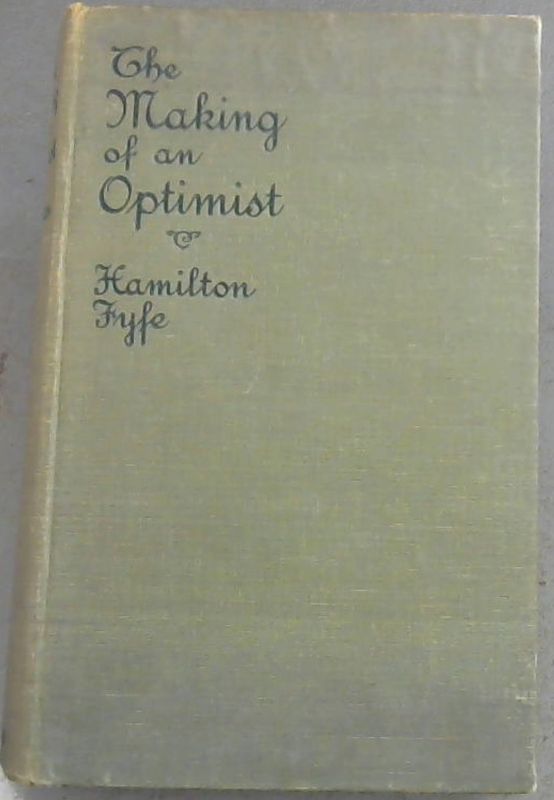 The
Making
of an
Optimist
Hamilton
Fyfe